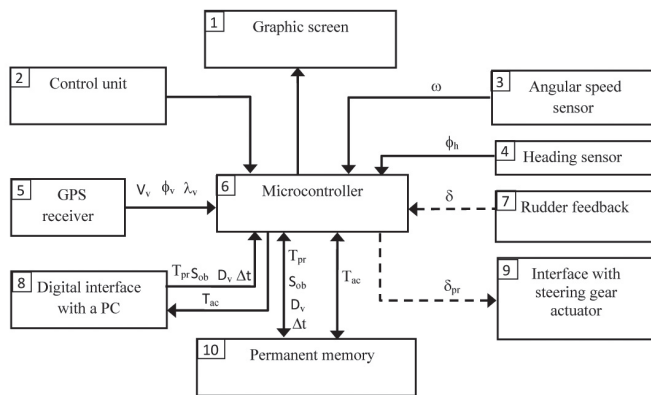 1
Graphic screen
2
Control unit
3
Angular speed
sensor
ω
4
Heading sensor
ϕh
5
GPS
receiver
Vv ϕv λv
6
Microcontroller
7
Rudder feedback
δ
8
Digital interface
with a PC
Tpr Sob Dv Δt
Tac
Tpr
Sob
Dv
Δt
Tac
δpr
9
Interface with
steering gear
actuator
10
Permanent memory